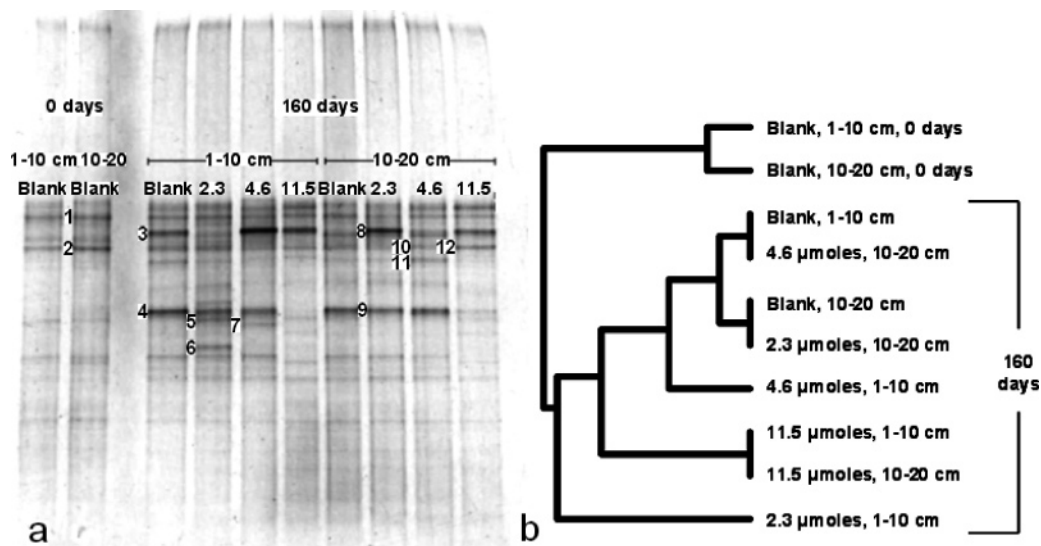 0 days
160 days
1-10 cm 10-20
1-10 cm
10-20 cm
Blank Blank
Blank 2.3 4.6 11.5 Blank 2.3 4.6 11.5
1
2
3
8
10 12
11
4
9
5 7
6
a
Blank, 1-10 cm, 0 days
Blank, 10-20 cm, 0 days
Blank, 1-10 cm
4.6 µmoles, 10-20 cm
Blank, 10-20 cm
2.3 µmoles, 10-20 cm
4.6 µmoles, 1-10 cm
11.5 µmoles, 1-10 cm
11.5 µmoles, 10-20 cm
2.3 µmoles, 1-10 cm
160
days
b